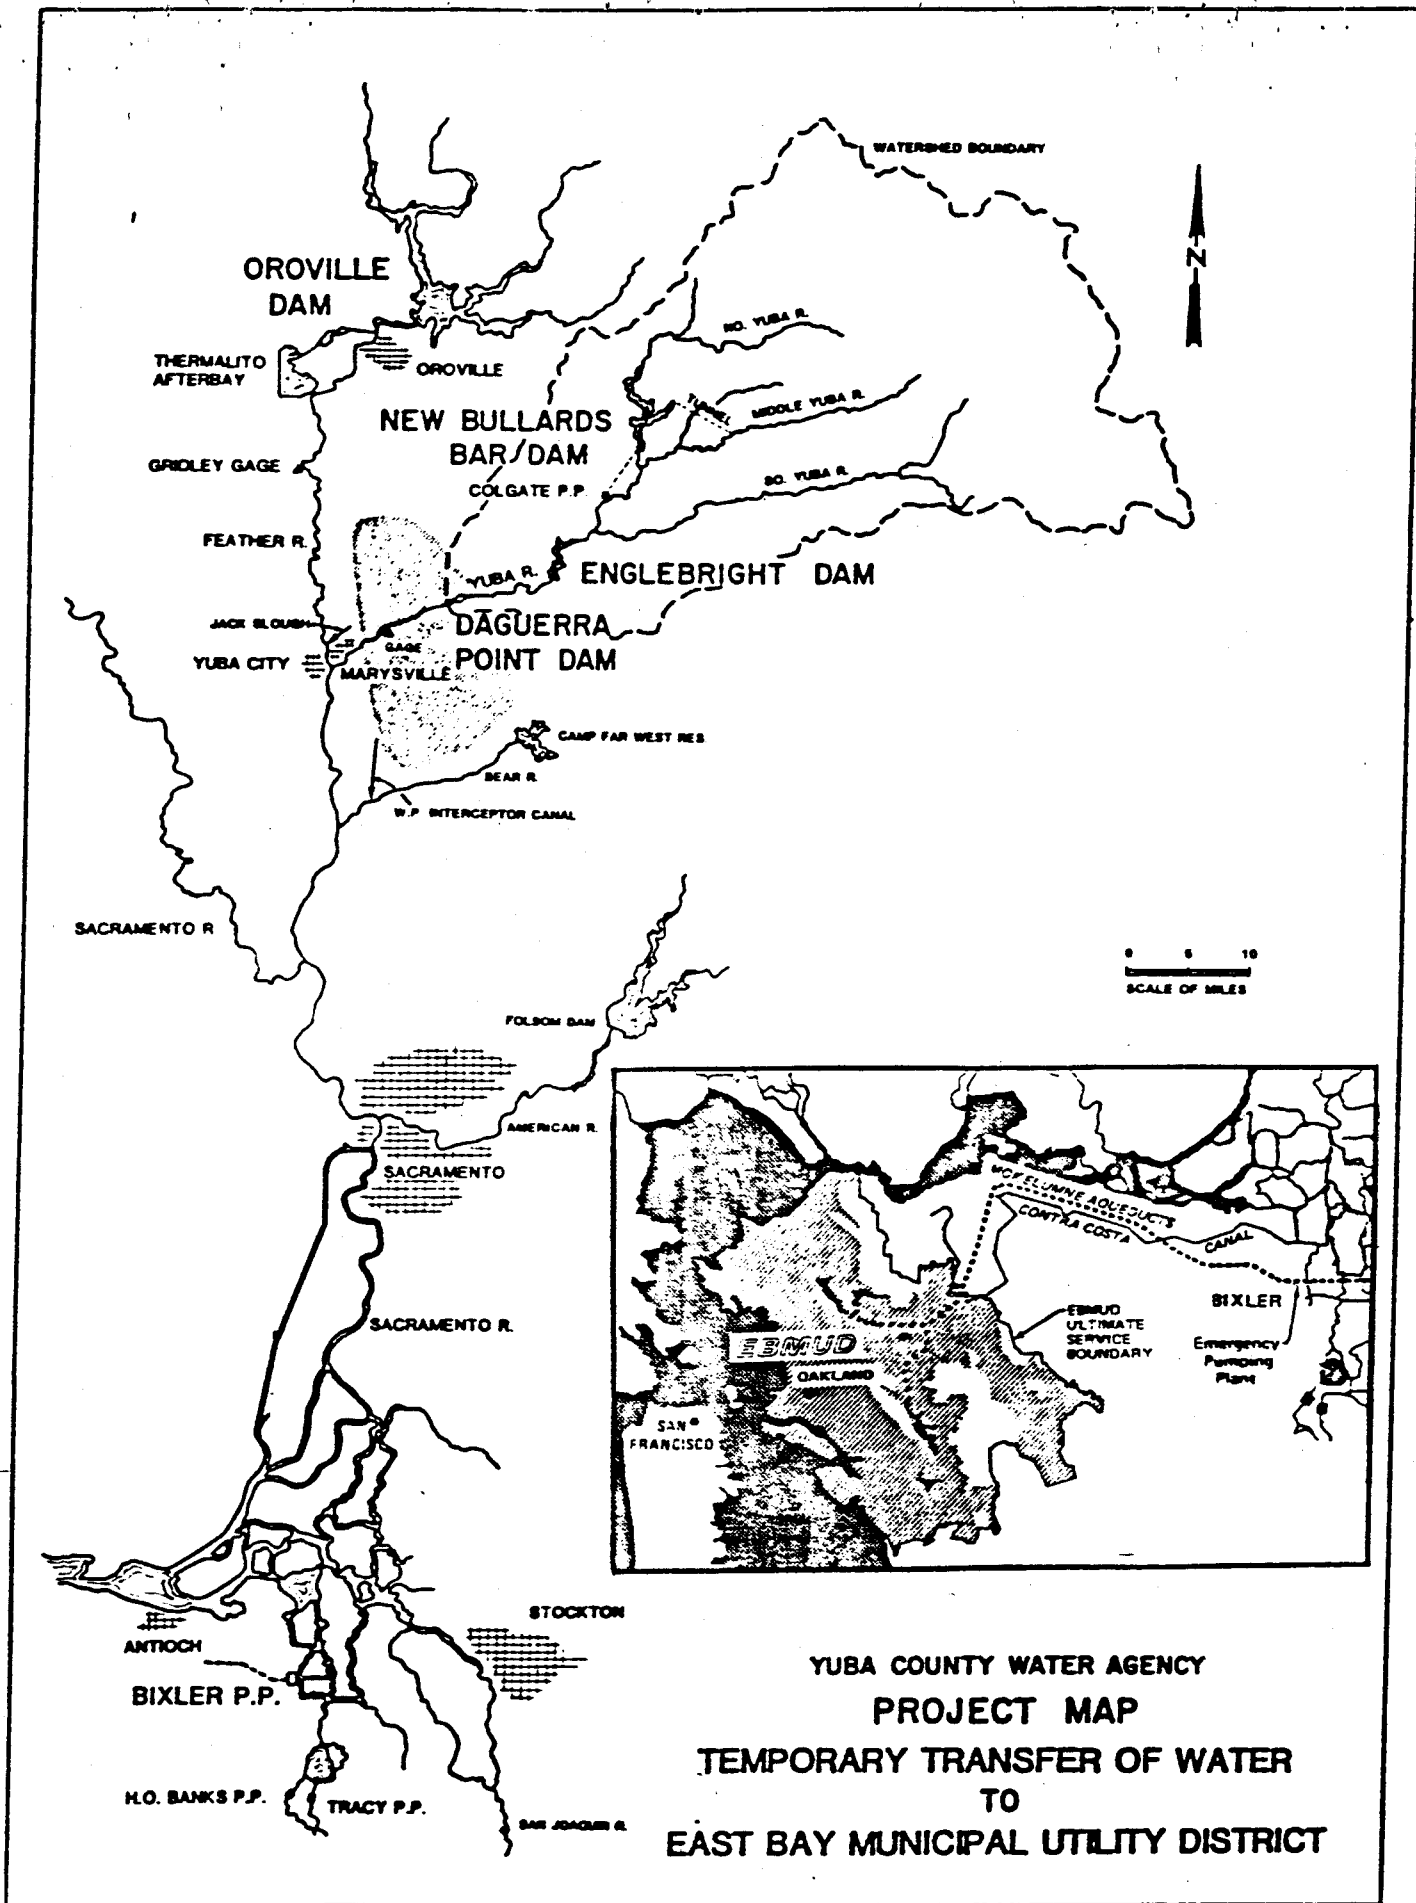 WATERSHED BOUNDARY
N
OROVILLE
DAM
NO. YUBA R.
THERMALITO
AFTERBAY
OROVILLE
TUNNEL
MIDDLE YUBA R.
NEW BULLARDS
BAR DAM
GRIDLEY GAGE
COLGATE P.P.
SO. YUBA R.
FEATHER R.
YUBA R.
ENGLEBRIGHT DAM
JACK SLOUGH
DAGUERRA
POINT DAM
GAGE
YUBA CITY
MARYSVILLE
CAMP FAR WEST RES
BEAR R.
W.P. INTERCEPTOR CANAL
SACRAMENTO R
0 5 10
SCALE OF MILES
FOLSOM DAM
AMERICAN R.
SACRAMENTO
MOKELUMNE AQUEDUCTS
CONTRA COSTA
CANAL
BIXLER
EBMUD
ULTIMATE
SERVICE
BOUNDARY
Emergency
Pumping
Plant
EBMUD
OAKLAND
SAN
FRANCISCO
SACRAMENTO R.
STOCKTON
ANTIOCH
BIXLER P.P.
H.O. BANKS P.P.
TRACY P.P.
SAN JOAQUIN R.
YUBA COUNTY WATER AGENCY
PROJECT MAP
TEMPORARY TRANSFER OF WATER
TO
EAST BAY MUNICIPAL UTILITY DISTRICT